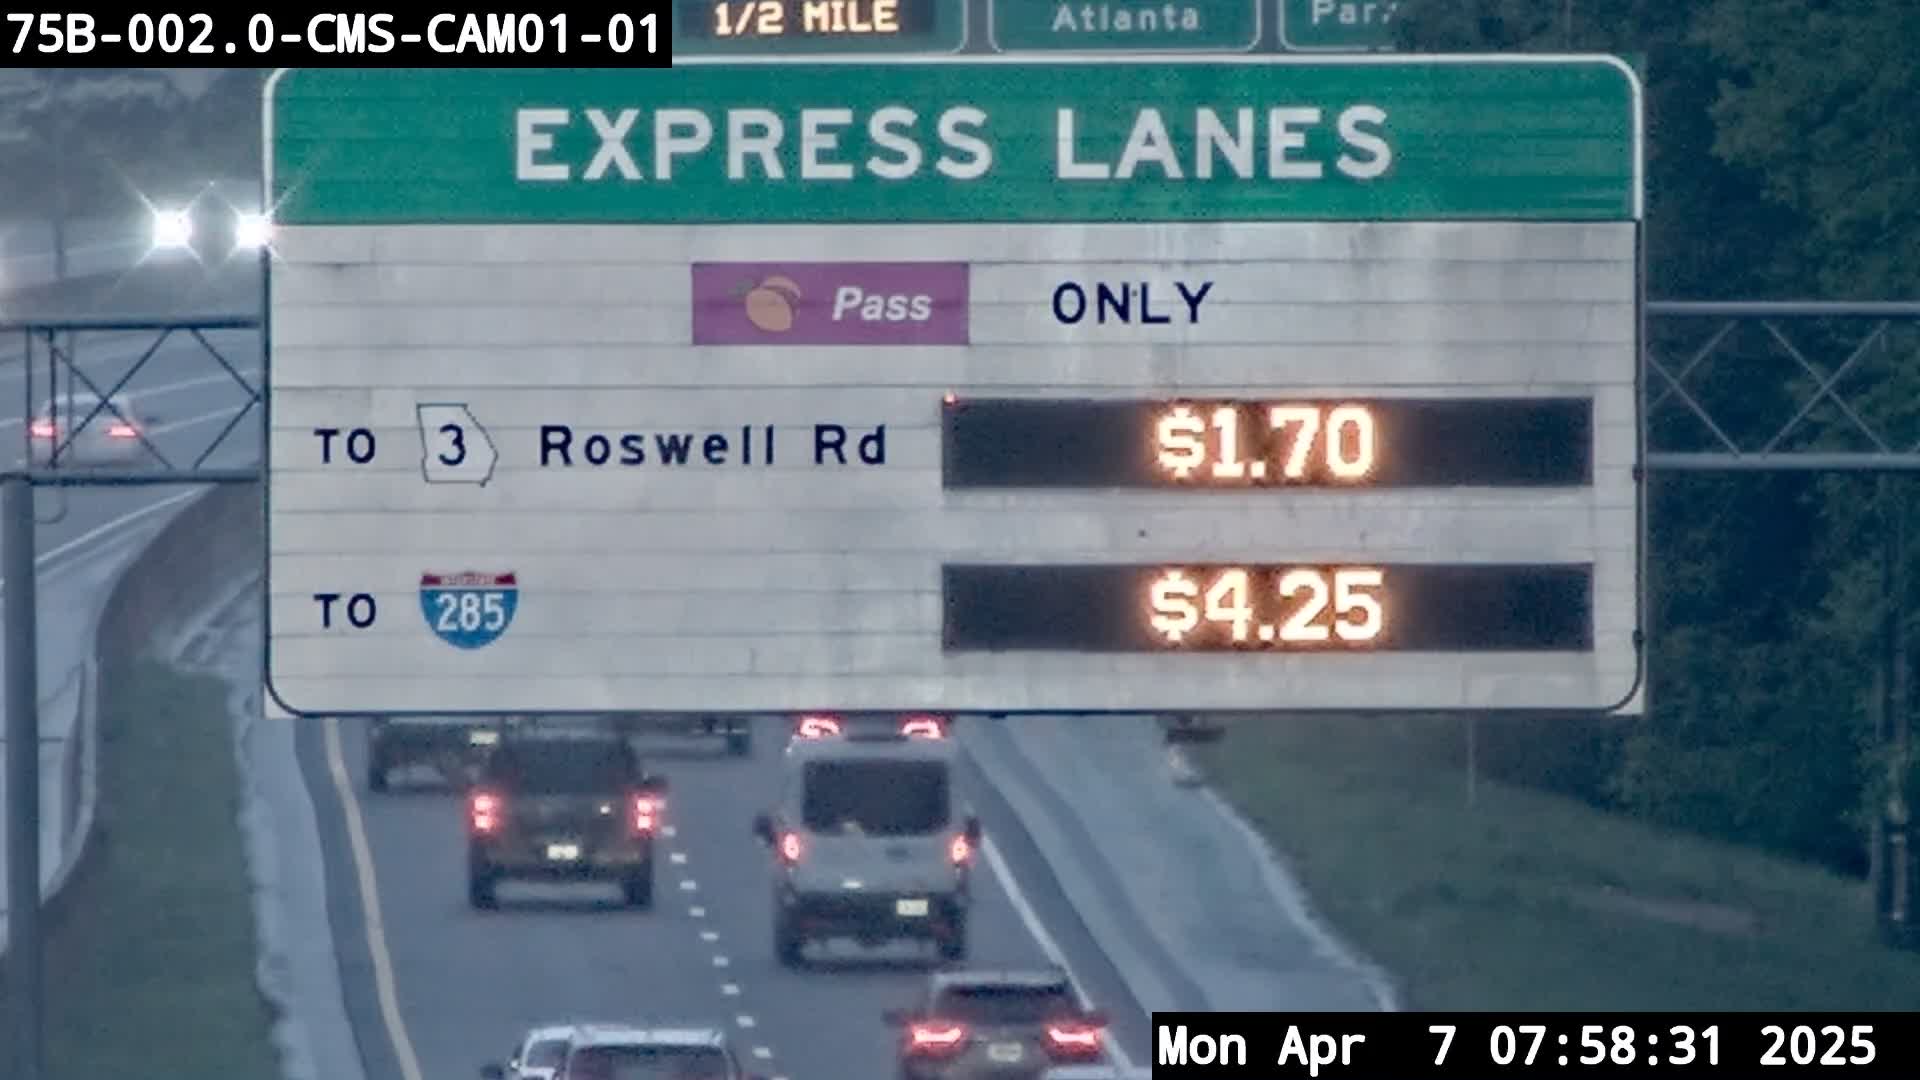 75B-002.0-CMS-CAM01-01
1/2 MILE
Atlanta
EXPRESS LANES
Pass ONLY
TO 3 Roswell Rd $1.70
TO 285 $4.25
Mon Apr 7 07:58:31 2025